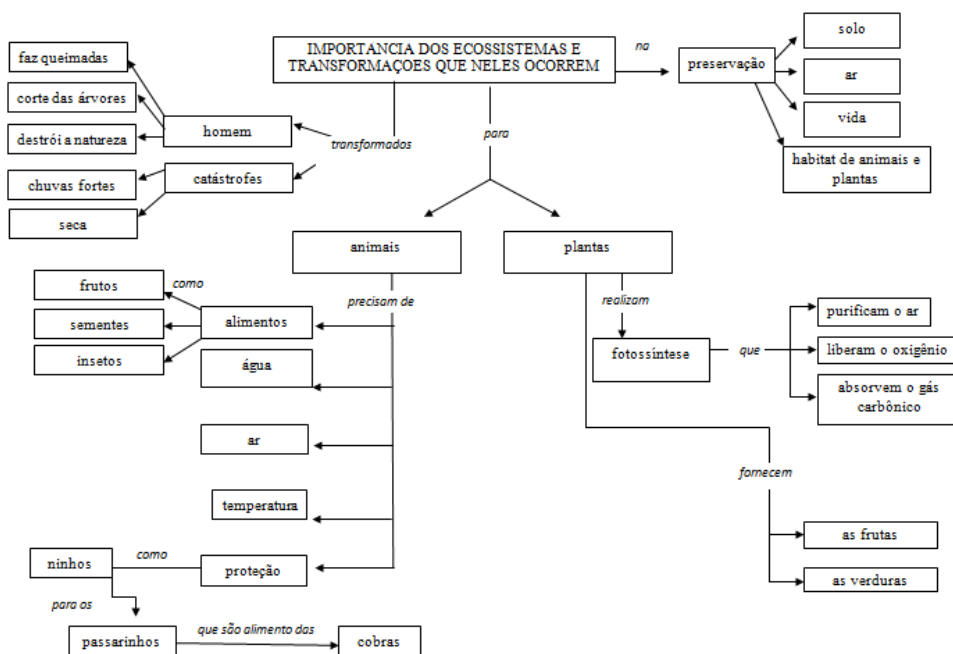 IMPORTANCIA DOS ECOSSISTEMAS E
TRANSFORMAÇOES QUE NELES OCORREM
na
preservação
solo
ar
vida
habitat de animais e
plantas
transformados
homem
faz queimadas
corte das árvores
destrói a natureza
catástrofes
chuvas fortes
seca
para
animais
precisam de
alimentos
como
frutos
sementes
insetos
água
ar
temperatura
proteção
como
ninhos
para os
passarinhos
que são alimento das
cobras
plantas
realizam
fotossíntese
que
purificam o ar
liberam o oxigênio
absorvem o gás
carbônico
fornecem
as frutas
as verduras